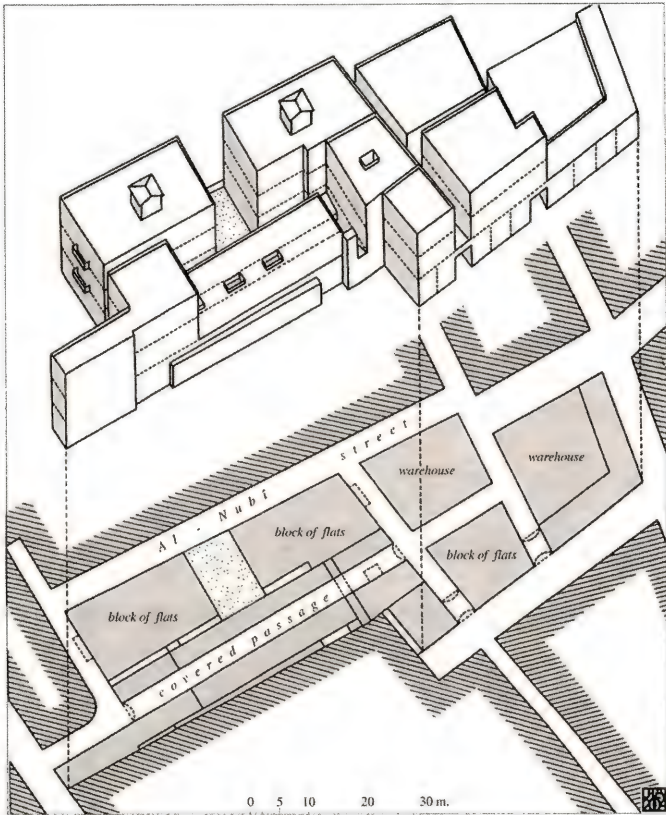 warehouse
warehouse
Al - Nubi street
block of flats
block of flats
block of flats
covered passage
0 5 10 20 30 m.